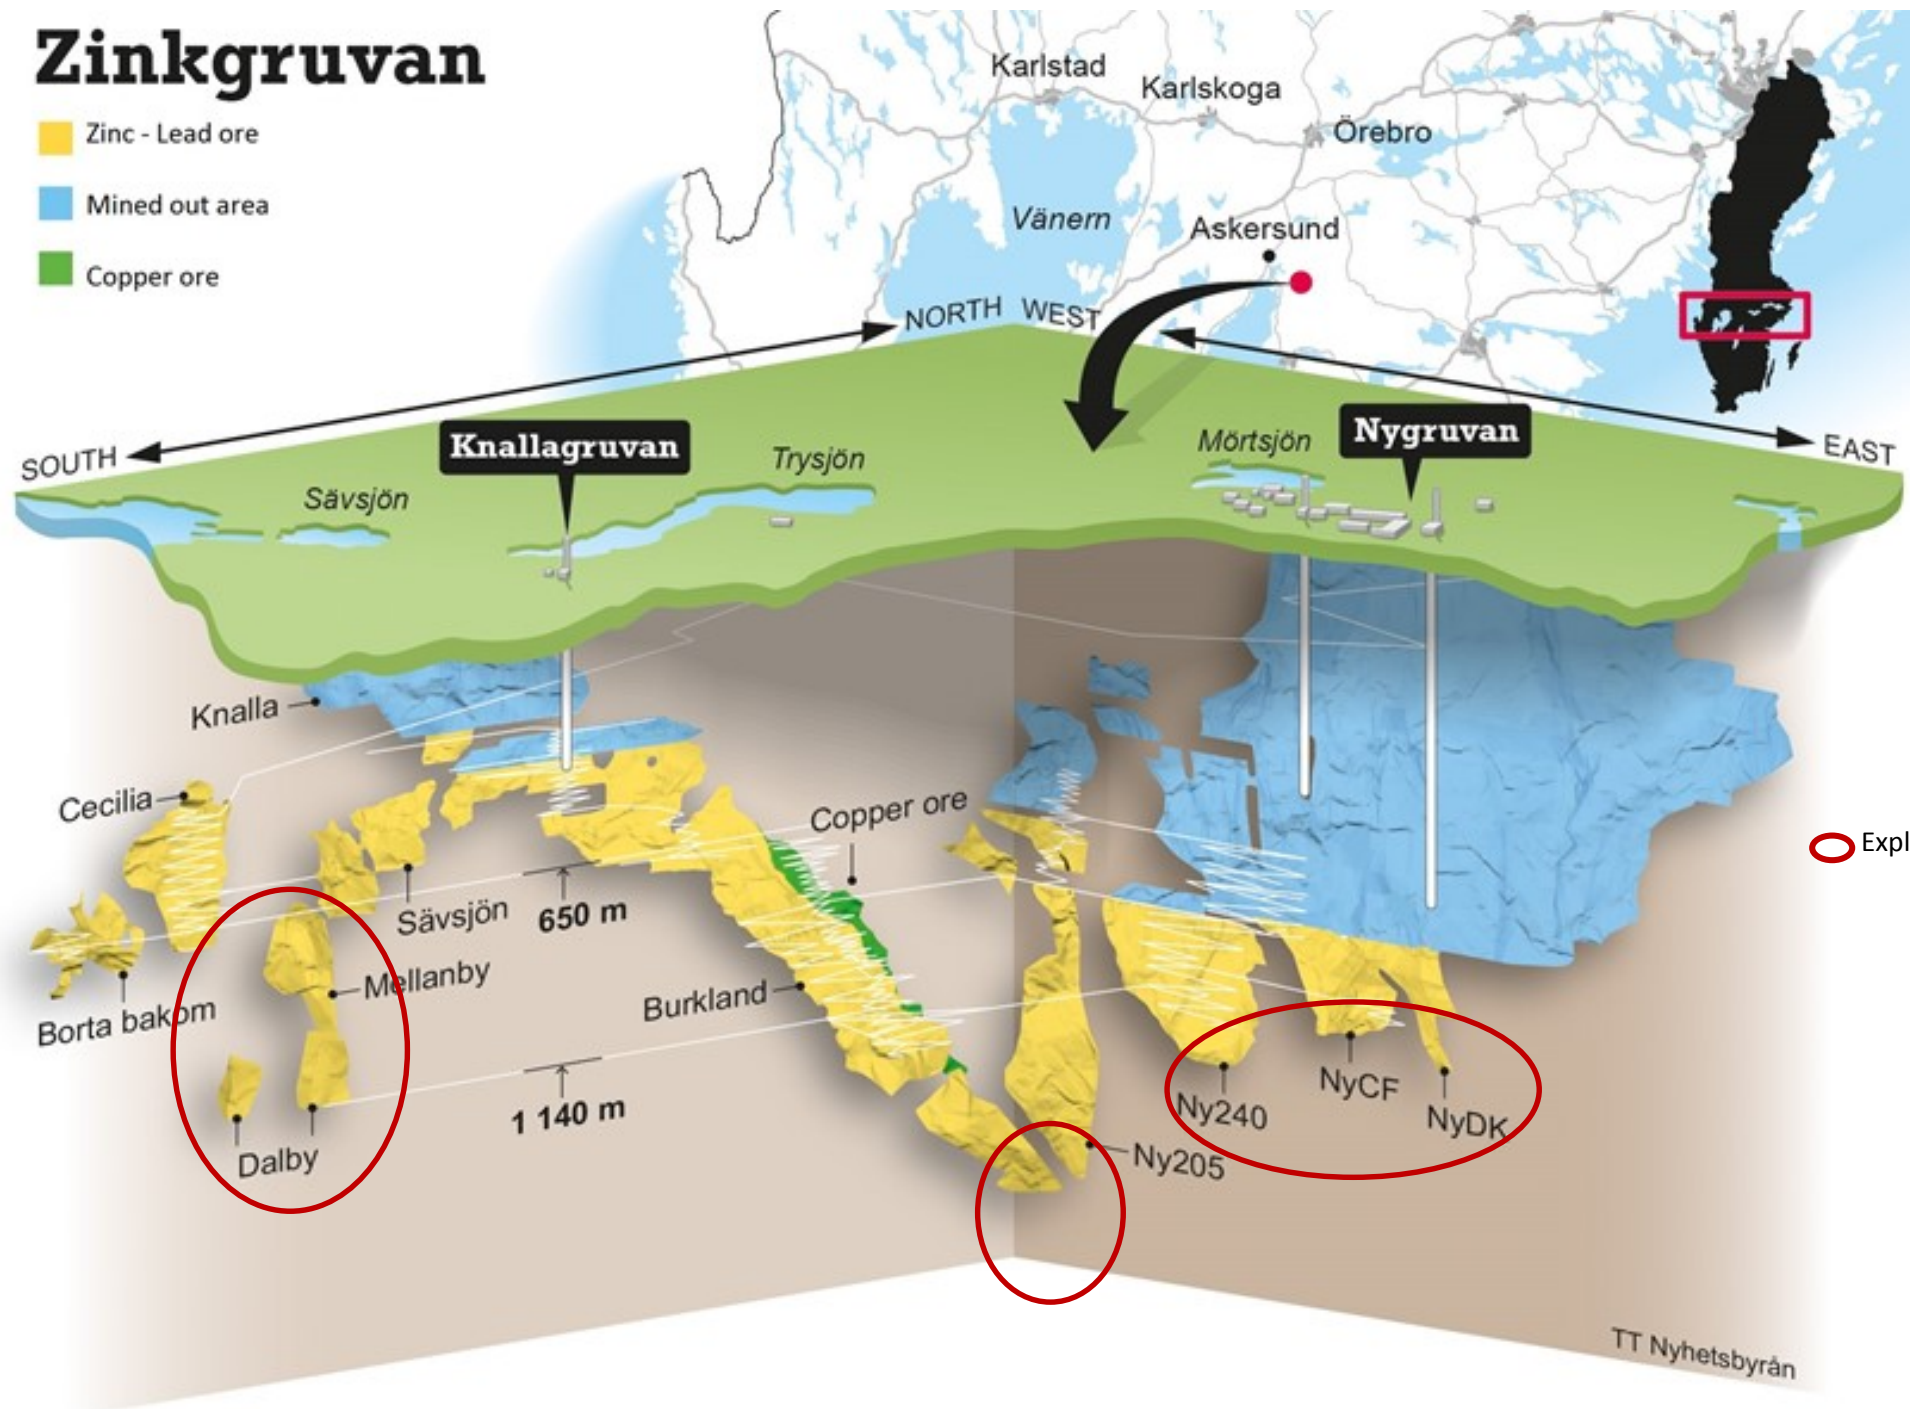 Zinkgruvan
Zinc - Lead ore
Mined out area
Copper ore
Karlstad
Karlskoga
Örebro
Vänern
Askersund
NORTH
WEST
SOUTH
EAST
Knallagruvan
Nygruvan
Sävsjön
Trysjön
Mörtsjön
Knalla
Cecilia
Copper ore
Expl
Sävsjön
650 m
Mellanby
Borta bakom
Burkland
1 140 m
Ny240
NyCF
NyDK
Dalby
Ny205
TT Nyhetsbyrån